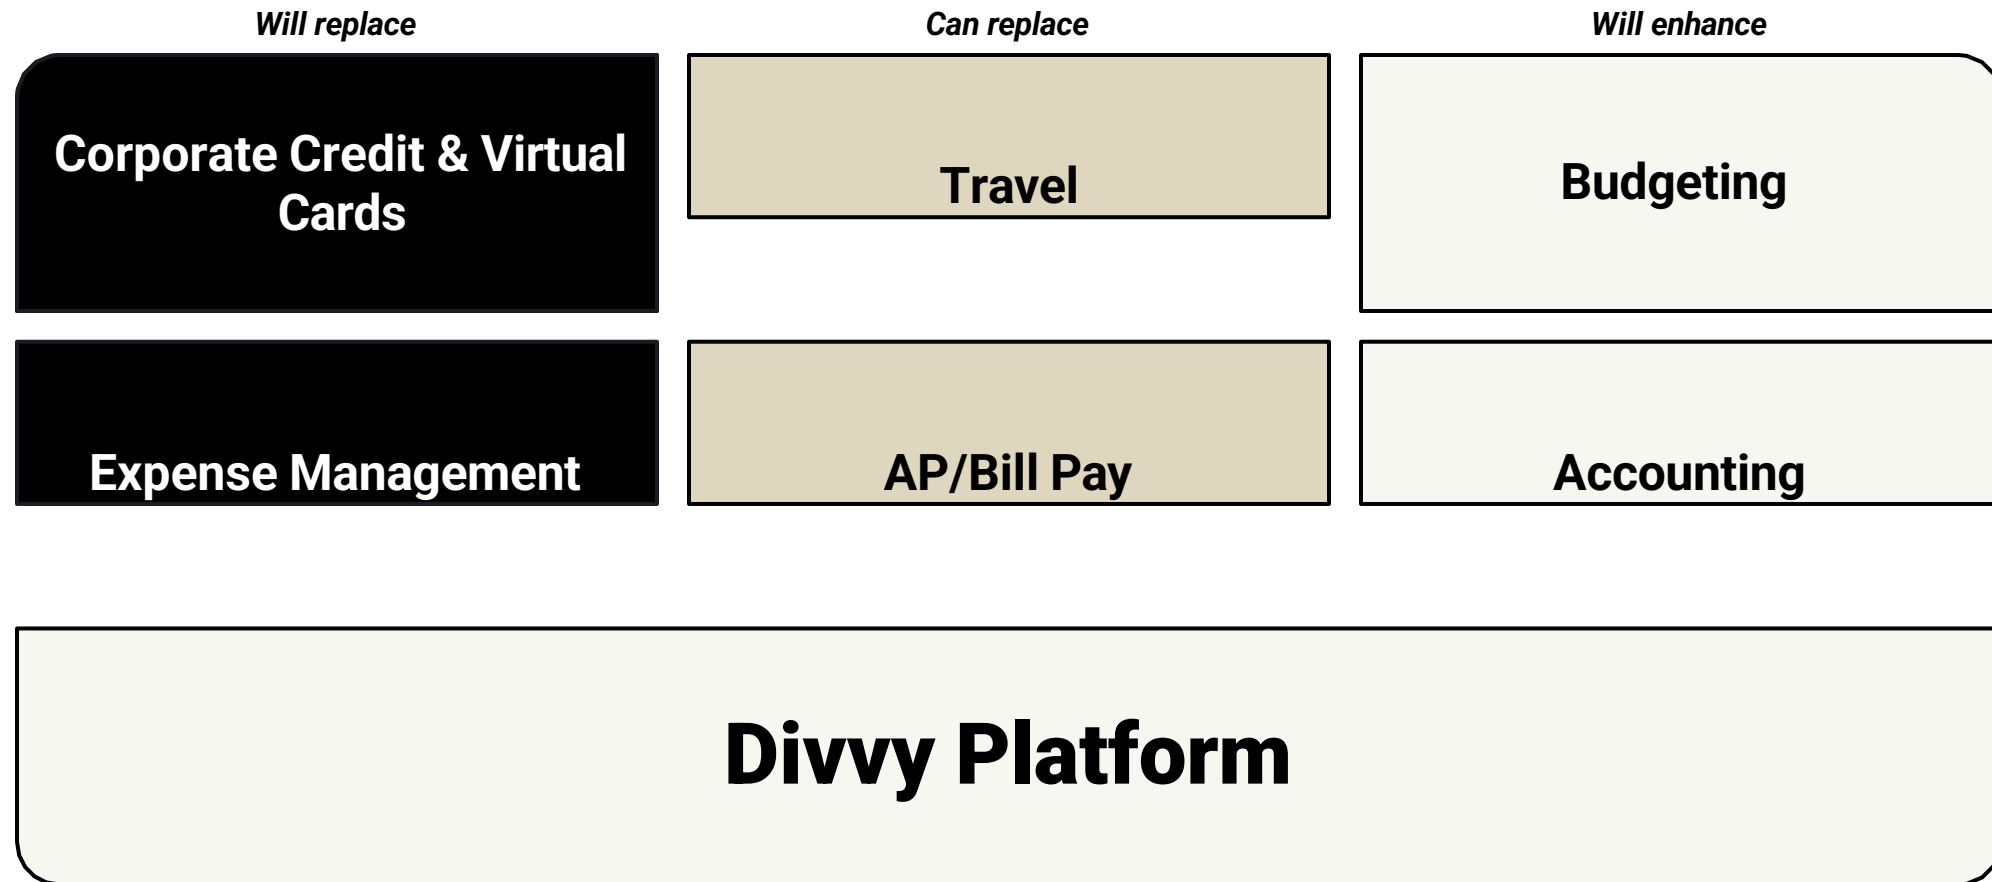 Will replace
Can replace
Will enhance
Corporate Credit & Virtual
Cards
Travel
Budgeting
Expense Management
AP/Bill Pay
Accounting
Divvy Platform